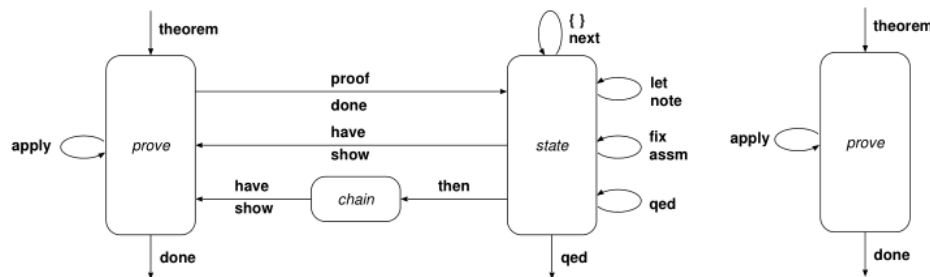 theorem
{ }
next
theorem
proof
done
let
note
apply
prove
have
show
state
fix
assm
apply
prove
have
show
chain
then
qed
done
qed
done